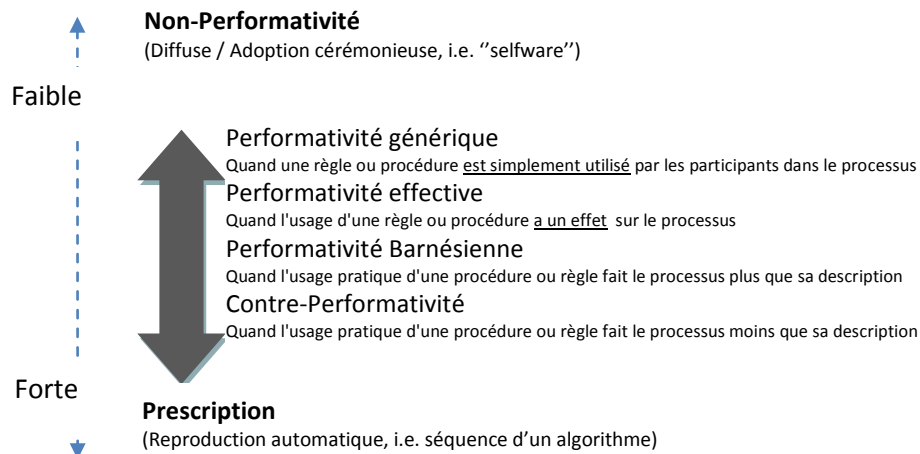 Non-Performativité
(Diffuse / Adoption cérémonieuse, i.e. ‘‘selfware’’)
Faible
Performativité générique
Quand une règle ou procédure est simplement utilisé par les participants dans le processus
Performativité effective
Quand l'usage d'une règle ou procédure a un effet sur le processus
Performativité Barnésienne
Quand l'usage pratique d'une procédure ou règle fait le processus plus que sa description
Contre-Performativité
Quand l'usage pratique d'une procédure ou règle fait le processus moins que sa description
Forte
Prescription
(Reproduction automatique, i.e. séquence d’un algorithme)